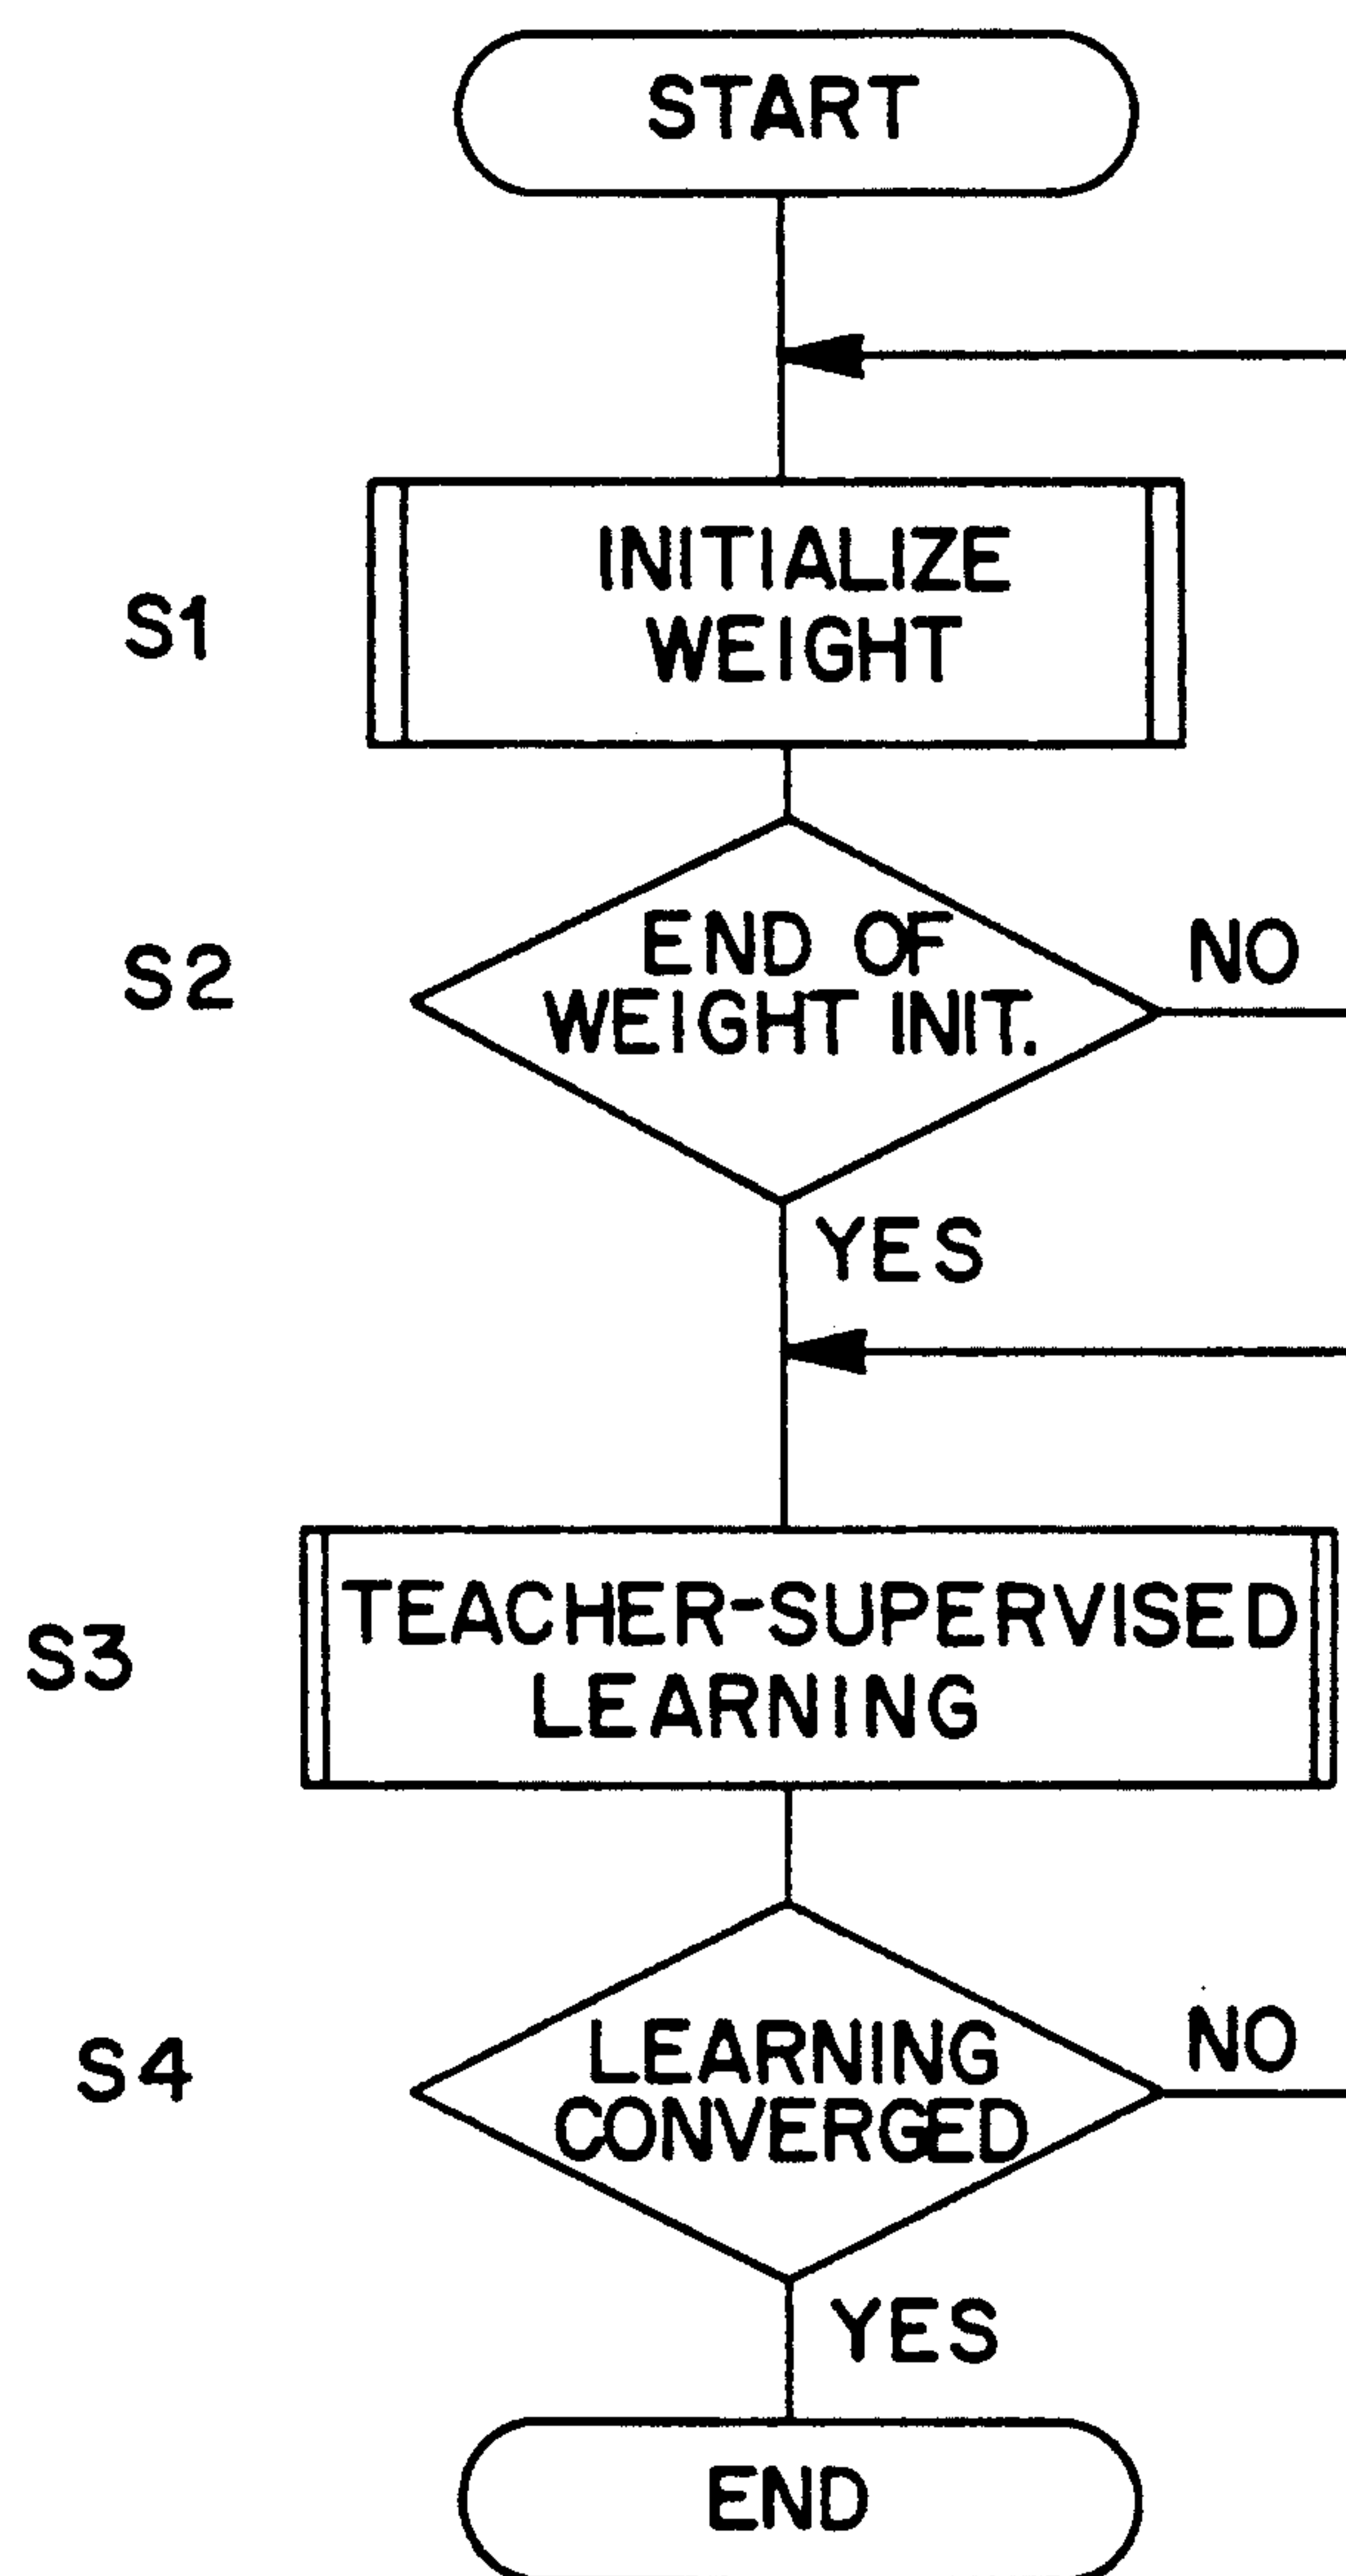 START
S1
INITIALIZE
WEIGHT
S2
END OF
WEIGHT INIT.
NO
YES
S3
TEACHER-SUPERVISED
LEARNING
S4
LEARNING
CONVERGED
NO
YES
END